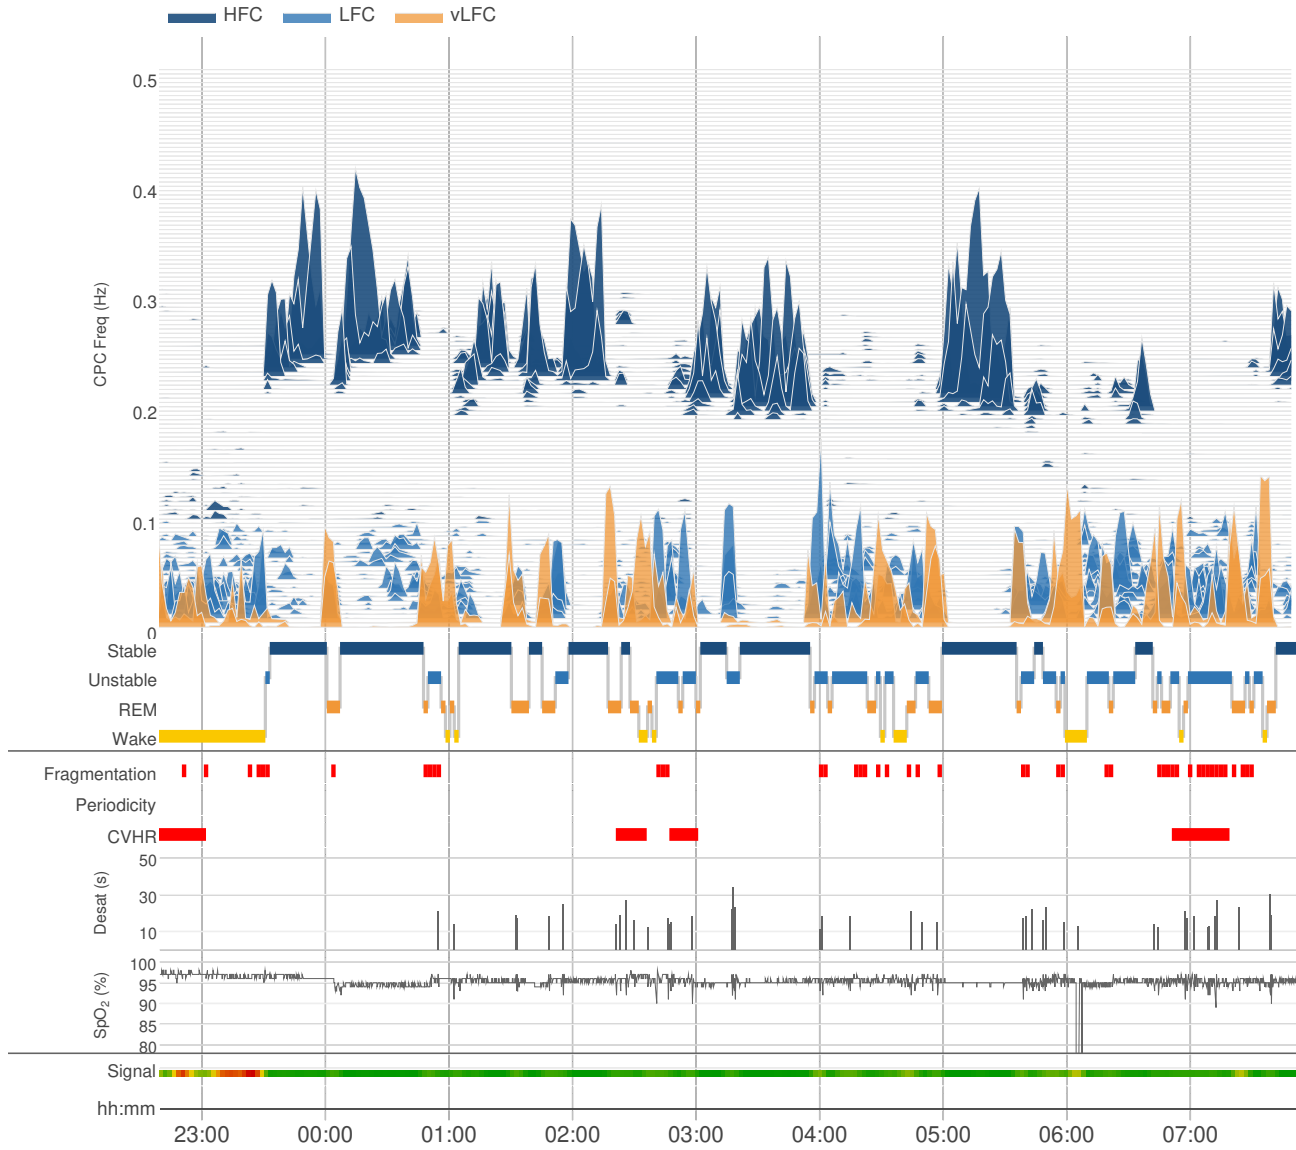 HFC LFC vLFC
0.5
0.4
0.3
0.2
0.1
0
CPC Freq (Hz)
Stable
Unstable
REM
Wake
Fragmentation
Periodicity
CVHR
50
30
10
Desat (s)
100
95
90
85
80
SpO2 (%)
Signal
hh:mm
23:00 00:00 01:00 02:00 03:00 04:00 05:00 06:00 07:00